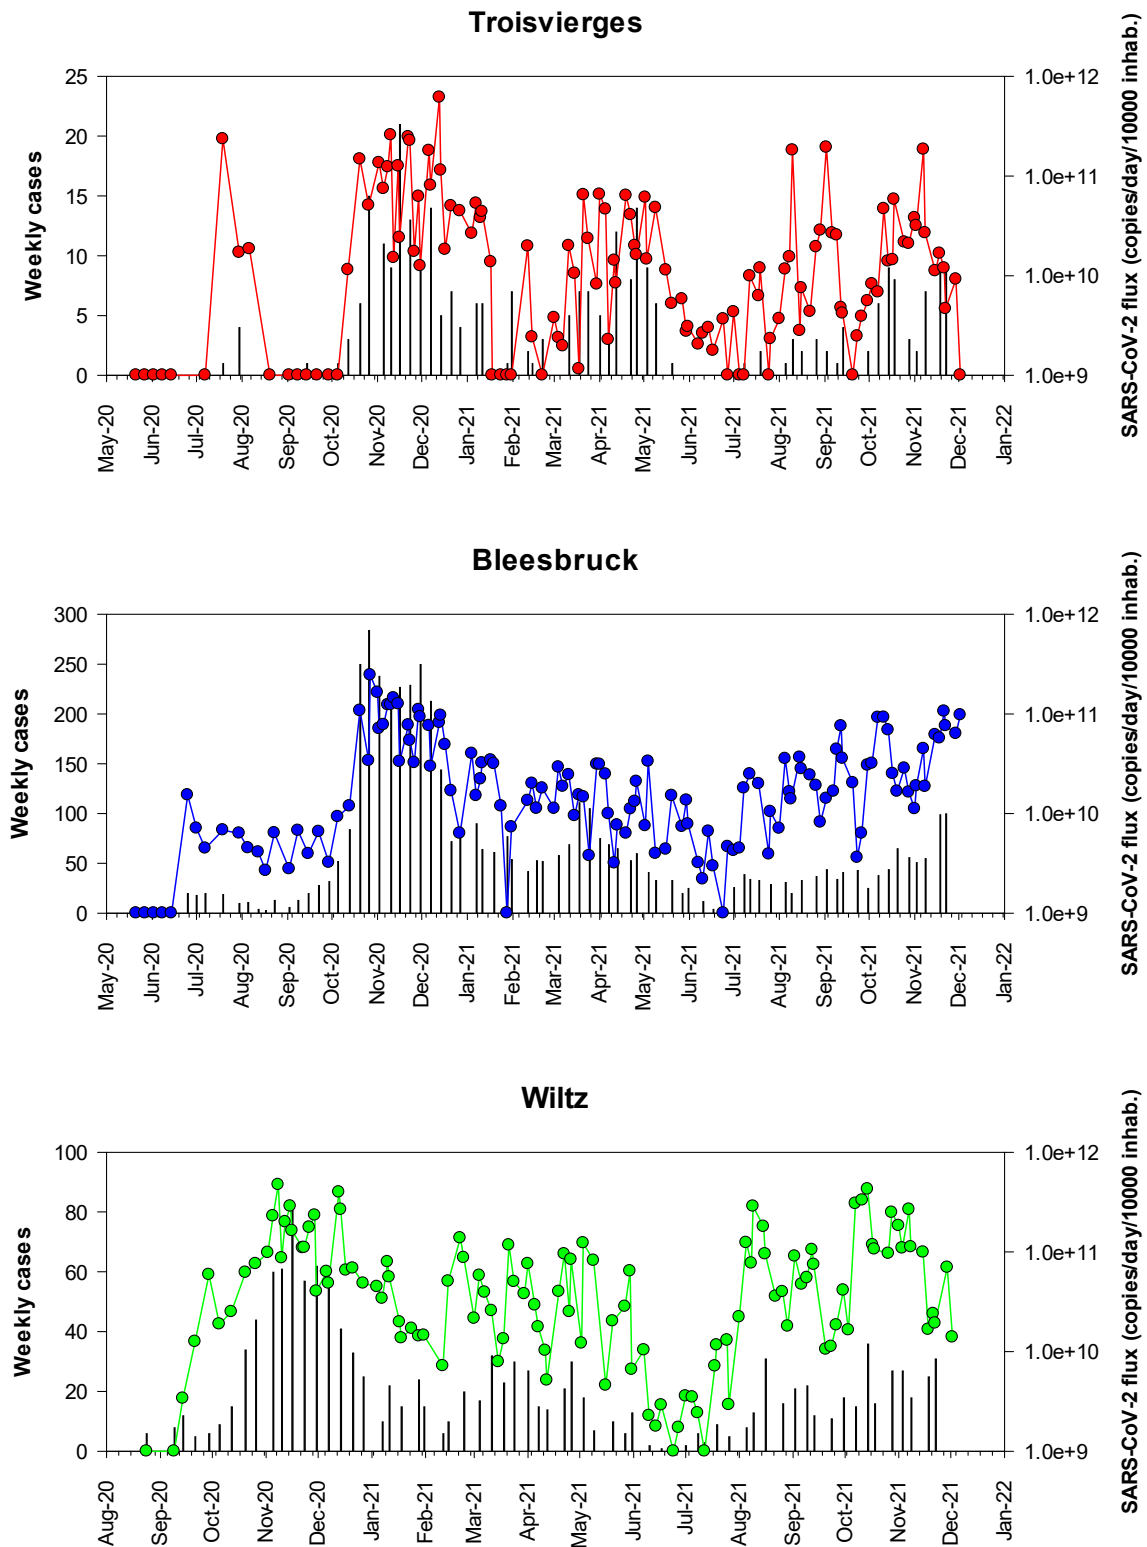 Troisvierges
Weekly cases
SARS-CoV-2 flux (copies/day/10000 inhab.)
25
20
15
10
5
0
1.0e+12
1.0e+11
1.0e+10
1.0e+9
May-20
Jun-20
Jul-20
Aug-20
Sep-20
Oct-20
Nov-20
Dec-20
Jan-21
Feb-21
Mar-21
Apr-21
May-21
Jun-21
Jul-21
Aug-21
Sep-21
Oct-21
Nov-21
Dec-21
Jan-22
Bleesbruck
Weekly cases
SARS-CoV-2 flux (copies/day/10000 inhab.)
300
250
200
150
100
50
0
1.0e+12
1.0e+11
1.0e+10
1.0e+9
May-20
Jun-20
Jul-20
Aug-20
Sep-20
Oct-20
Nov-20
Dec-20
Jan-21
Feb-21
Mar-21
Apr-21
May-21
Jun-21
Jul-21
Aug-21
Sep-21
Oct-21
Nov-21
Dec-21
Jan-22
Wiltz
Weekly cases
SARS-CoV-2 flux (copies/day/10000 inhab.)
100
80
60
40
20
0
1.0e+12
1.0e+11
1.0e+10
1.0e+9
Aug-20
Sep-20
Oct-20
Nov-20
Dec-20
Jan-21
Feb-21
Mar-21
Apr-21
May-21
Jun-21
Jul-21
Aug-21
Sep-21
Oct-21
Nov-21
Dec-21
Jan-22